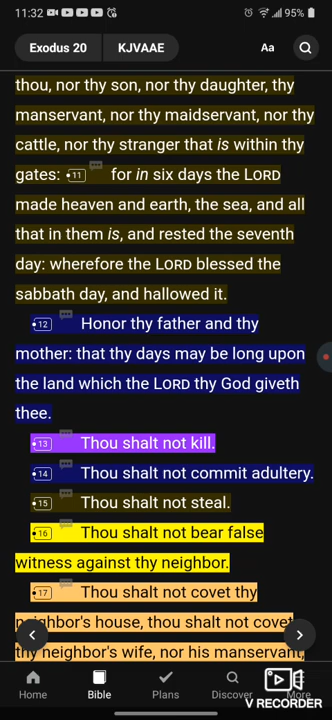 11:32 95%
Exodus 20 KJVAAE Aa
thou, nor thy son, nor thy daughter, thy
manservant, nor thy maidservant, nor thy
cattle, nor thy stranger that is within thy
gates: 11 for in six days the LORD
made heaven and earth, the sea, and all
that in them is, and rested the seventh
day: wherefore the LORD blessed the
sabbath day, and hallowed it.
12 Honor thy father and thy
mother: that thy days may be long upon
the land which the LORD thy God giveth
thee.
13 Thou shalt not kill.
14 Thou shalt not commit adultery.
15 Thou shalt not steal.
16 Thou shalt not bear false
witness against thy neighbor.
17 Thou shalt not covet thy
neighbor's house, thou shalt not covet
thy neighbor's wife, nor his manservant,
Home Bible Plans Discover More
V RECORDER